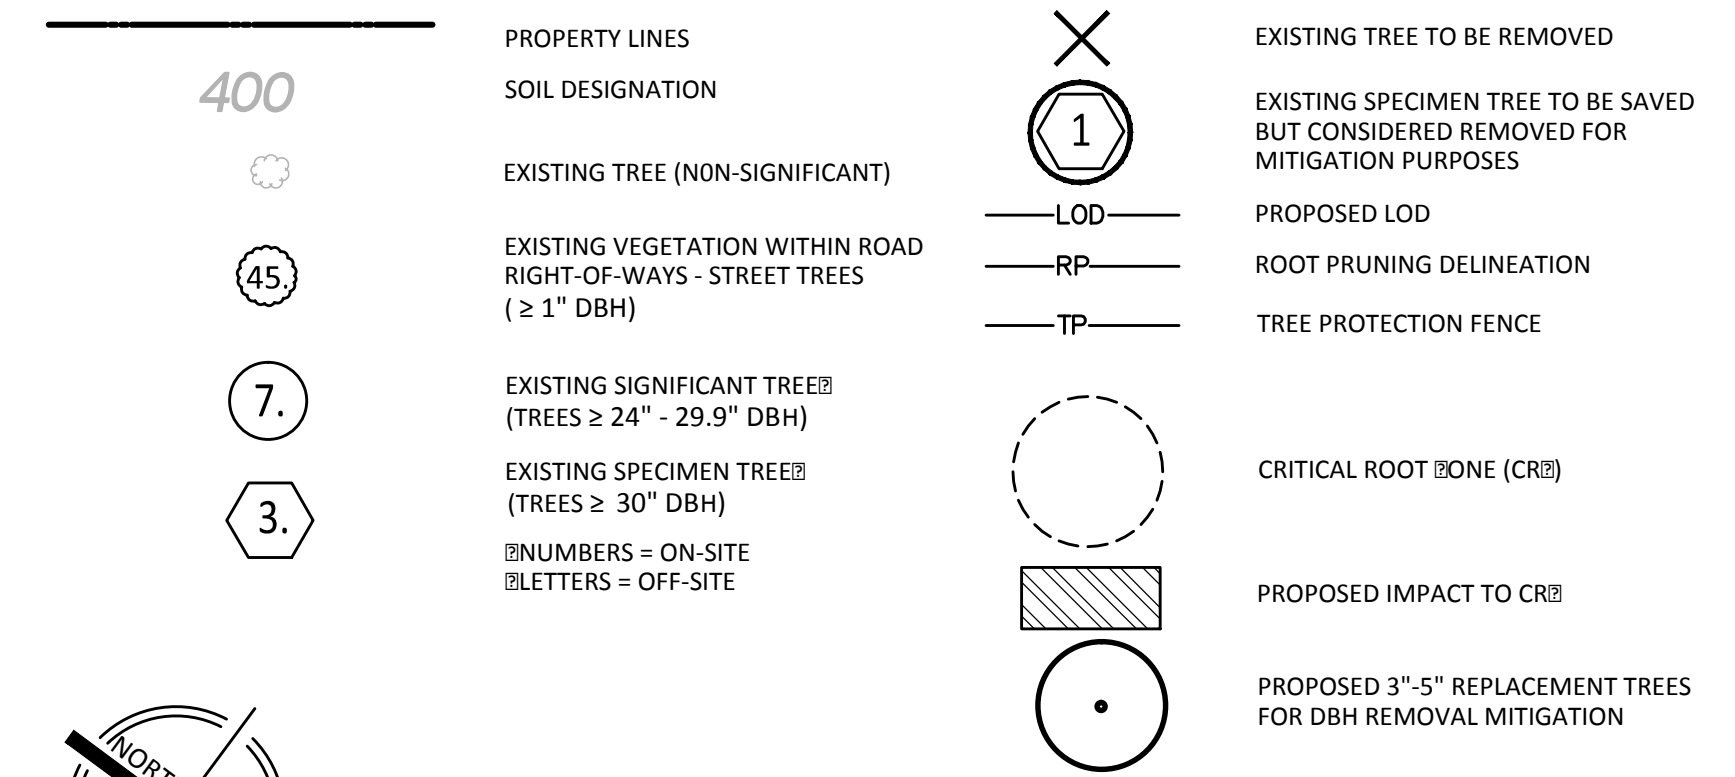 PROPERTY LINES
400
SOIL DESIGNATION
EXISTING TREE (N0N-SIGNIFICANT)
45.
EXISTING VEGETATION WITHIN ROAD
RIGHT-OF-WAYS - STREET TREES
( ≥ 1" DBH)
7.
EXISTING SIGNIFICANT TREE⍰
(TREES ≥ 24" - 29.9" DBH)
3.
EXISTING SPECIMEN TREE⍰
(TREES ≥ 30" DBH)
⍰NUMBERS = ON-SITE
⍰LETTERS = OFF-SITE
EXISTING TREE TO BE REMOVED
1
EXISTING SPECIMEN TREE TO BE SAVED
BUT CONSIDERED REMOVED FOR
MITIGATION PURPOSES
LOD
PROPOSED LOD
RP
ROOT PRUNING DELINEATION
TP
TREE PROTECTION FENCE
CRITICAL ROOT ⍰ONE (CR⍰)
PROPOSED IMPACT TO CR⍰
PROPOSED 3"-5" REPLACEMENT TREES
FOR DBH REMOVAL MITIGATION